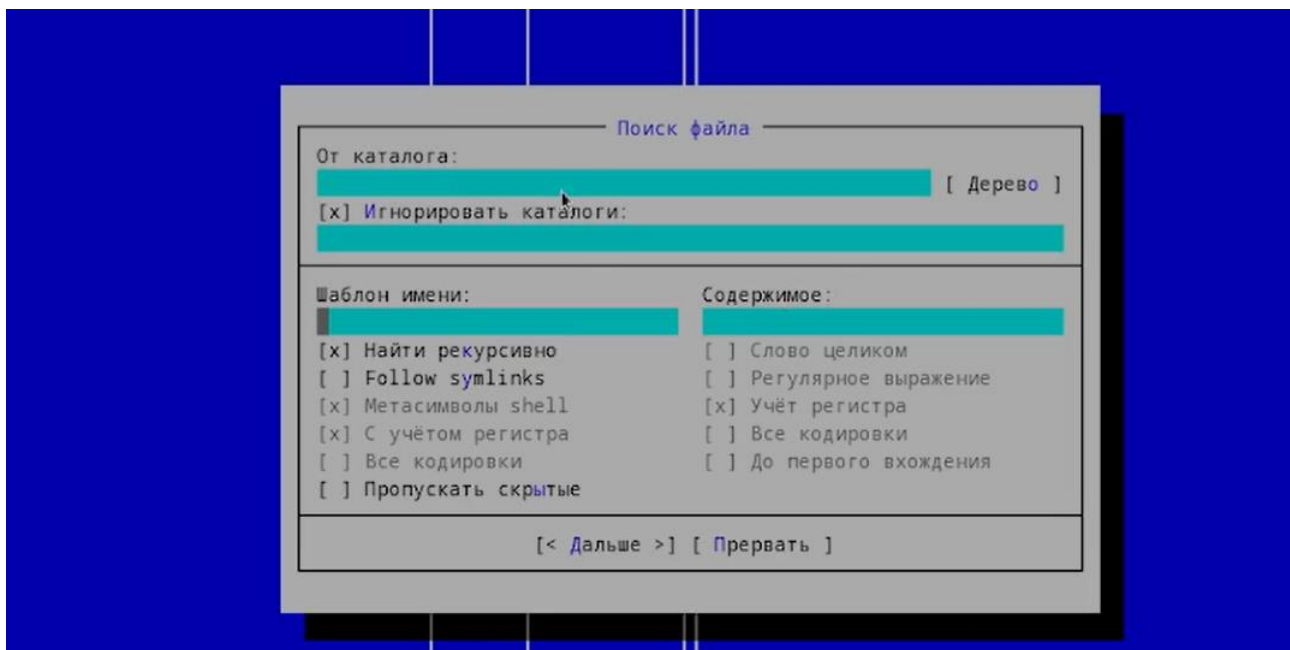 Поиск файла
От каталога:
[ Дерево ]
[x] Игнорировать каталоги:
Шаблон имени:
Содержимое:
[x] Найти рекурсивно
[ ] Слово целиком
[ ] Follow symlinks
[ ] Регулярное выражение
[x] Метасимволы shell
[x] Учёт регистра
[x] С учётом регистра
[ ] Все кодировки
[ ] Все кодировки
[ ] До первого вхождения
[ ] Пропускать скрытые
[< Дальше >] [ Прервать ]